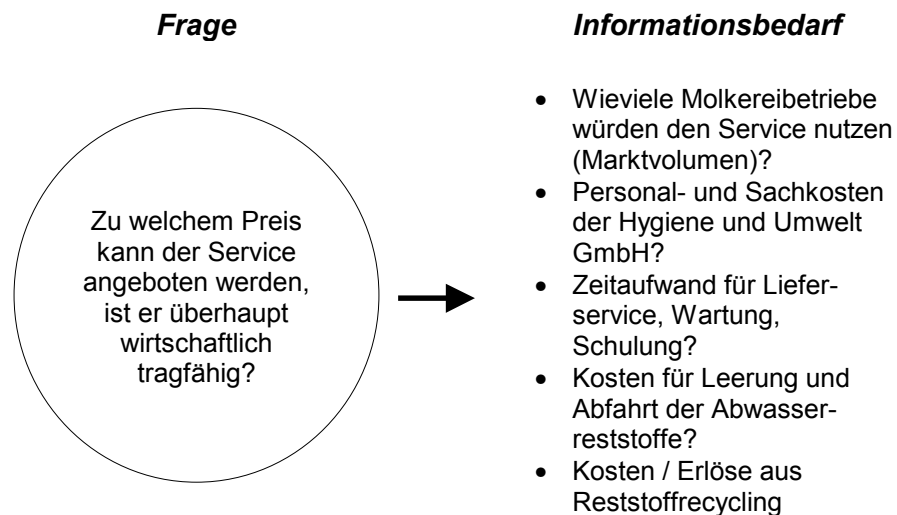 Frage
Informationsbedarf
Zu welchem Preis
kann der Service
angeboten werden,
ist er überhaupt
wirtschaftlich
tragfähig?
• Wieviele Molkereibetriebe
würden den Service nutzen
(Marktvolumen)?
• Personal- und Sachkosten
der Hygiene und Umwelt
GmbH?
• Zeitaufwand für Liefer-
service, Wartung,
Schulung?
• Kosten für Leerung und
Abfahrt der Abwasser-
reststoffe?
• Kosten / Erlöse aus
Reststoffrecycling